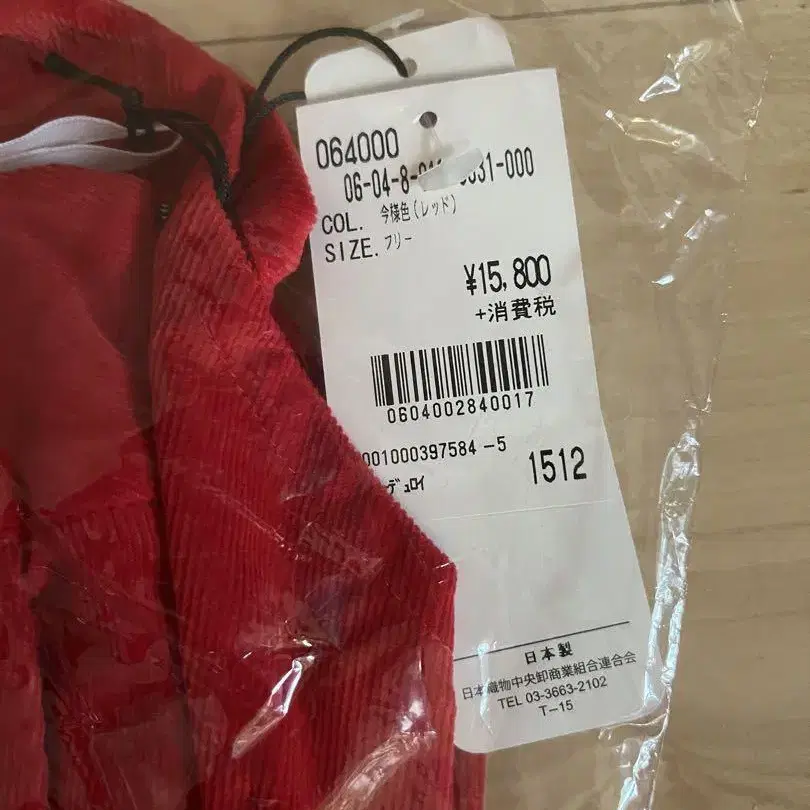 064000
06-04-8- 31-000
COL. 今様色(レッド)
SIZE. フリー
¥15,800
+消費税
0604002840017
001000397584 -5
デュロイ 1512
日本製
日本織物中央卸商業組合連合会
TEL 03-3663-2102
T-15